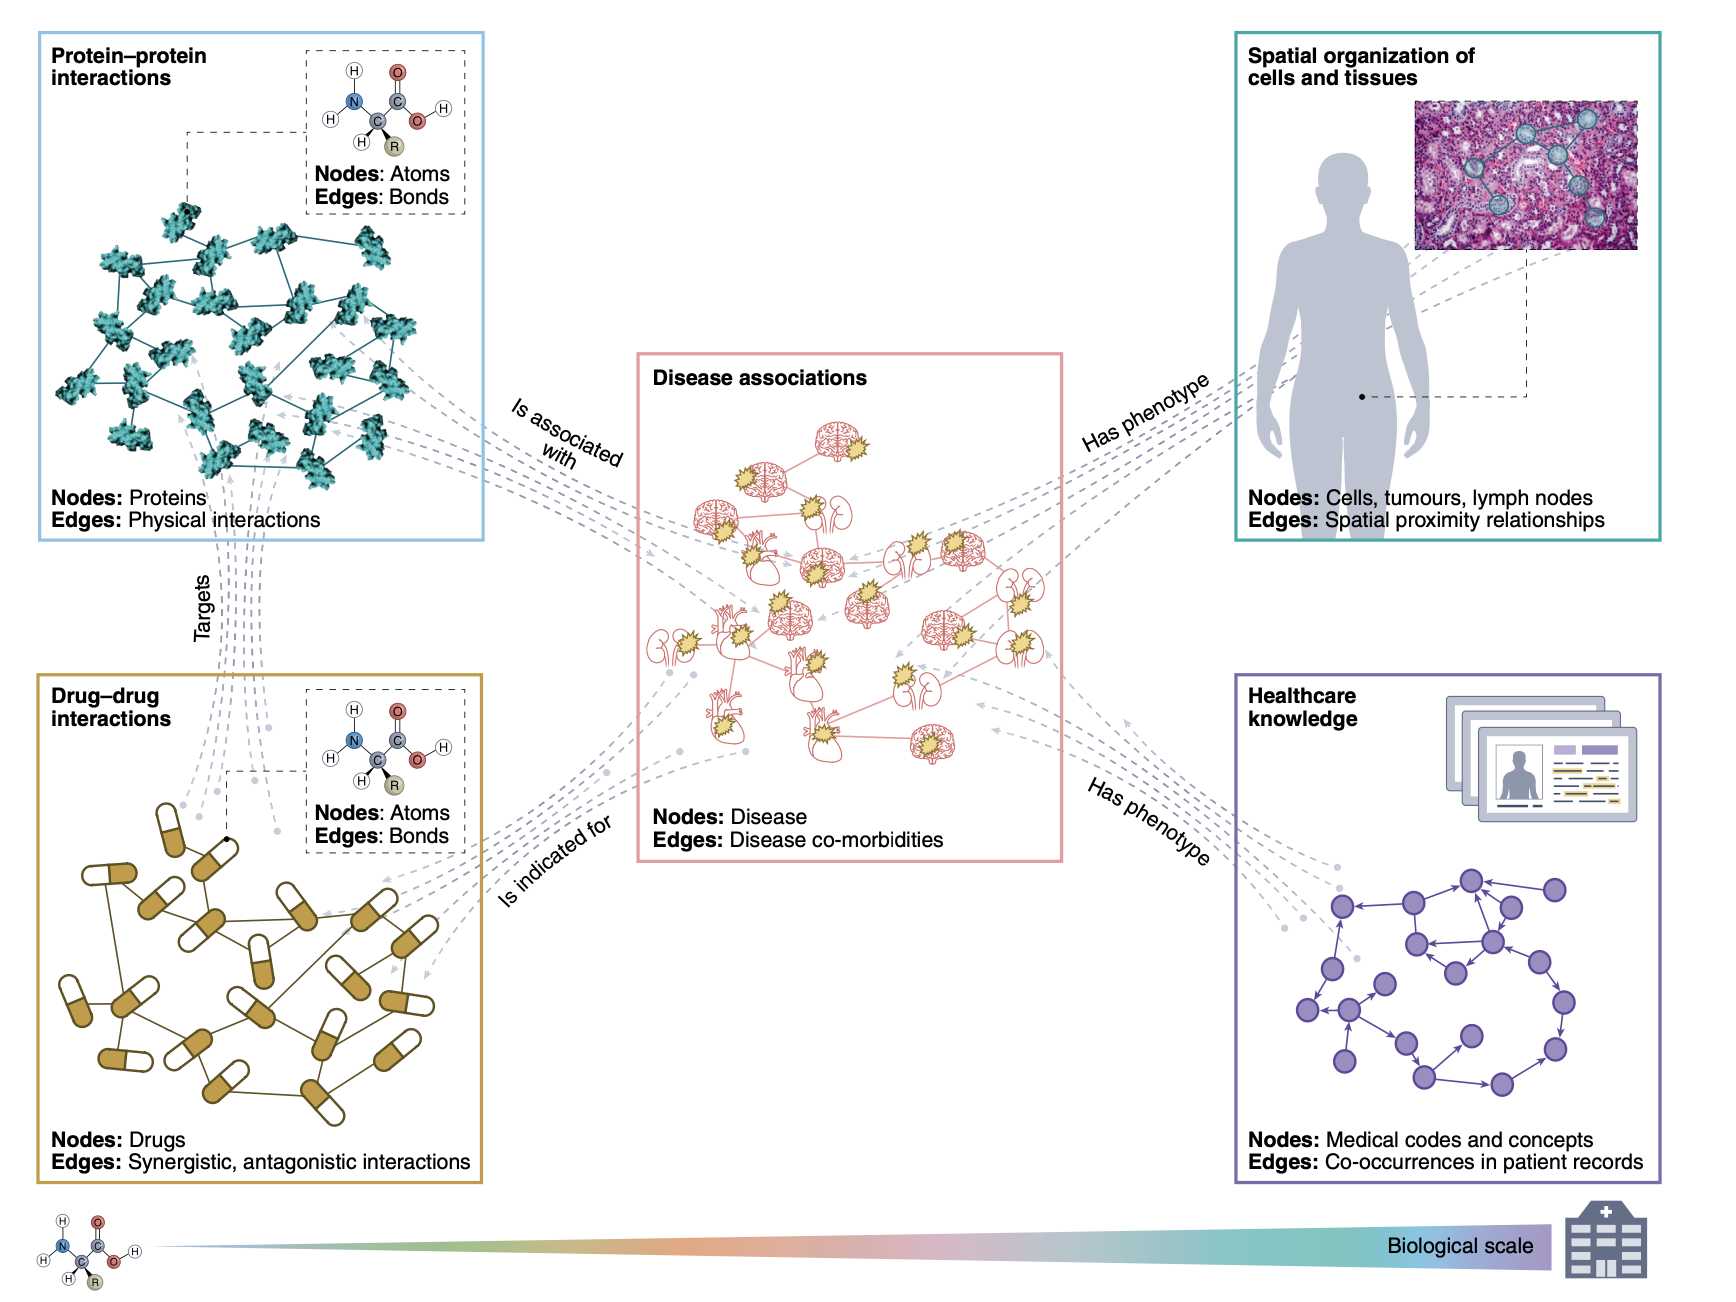 Protein–protein
interactions
H
O
N
C
H
H
C
O
H
R
Nodes: Atoms
Edges: Bonds
Nodes: Proteins
Edges: Physical interactions
Spatial organization of
cells and tissues
Nodes: Cells, tumours, lymph nodes
Edges: Spatial proximity relationships
Is associated
with
Has phenotype
Disease associations
Nodes: Disease
Edges: Disease co-morbidities
Targets
Is indicated for
Has phenotype
Drug–drug
interactions
H
O
N
C
H
H
C
O
H
R
Nodes: Atoms
Edges: Bonds
Nodes: Drugs
Edges: Synergistic, antagonistic interactions
Healthcare
knowledge
Nodes: Medical codes and concepts
Edges: Co-occurrences in patient records
H
O
N
C
H
H
C
O
H
R
Biological scale